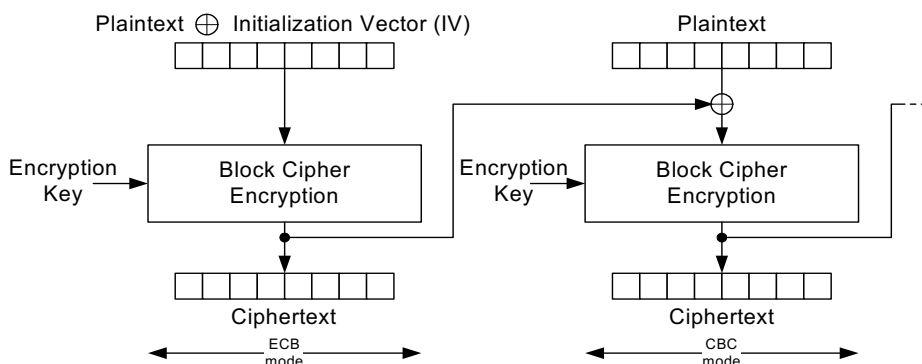 Plaintext ⊕ Initialization Vector (IV)
Plaintext
Encryption
Key
Block Cipher
Encryption
Encryption
Key
Block Cipher
Encryption
Ciphertext
Ciphertext
ECB
mode
CBC
mode